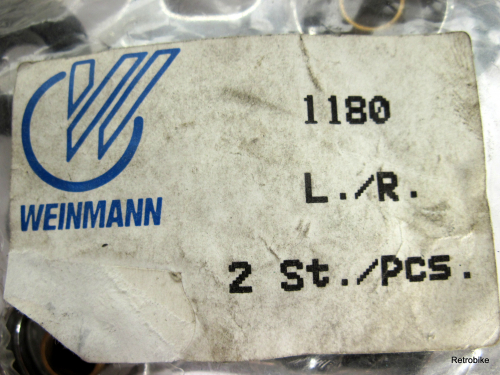 WEINMANN
1180
L./R.
2 St./pcs.
Retrobike